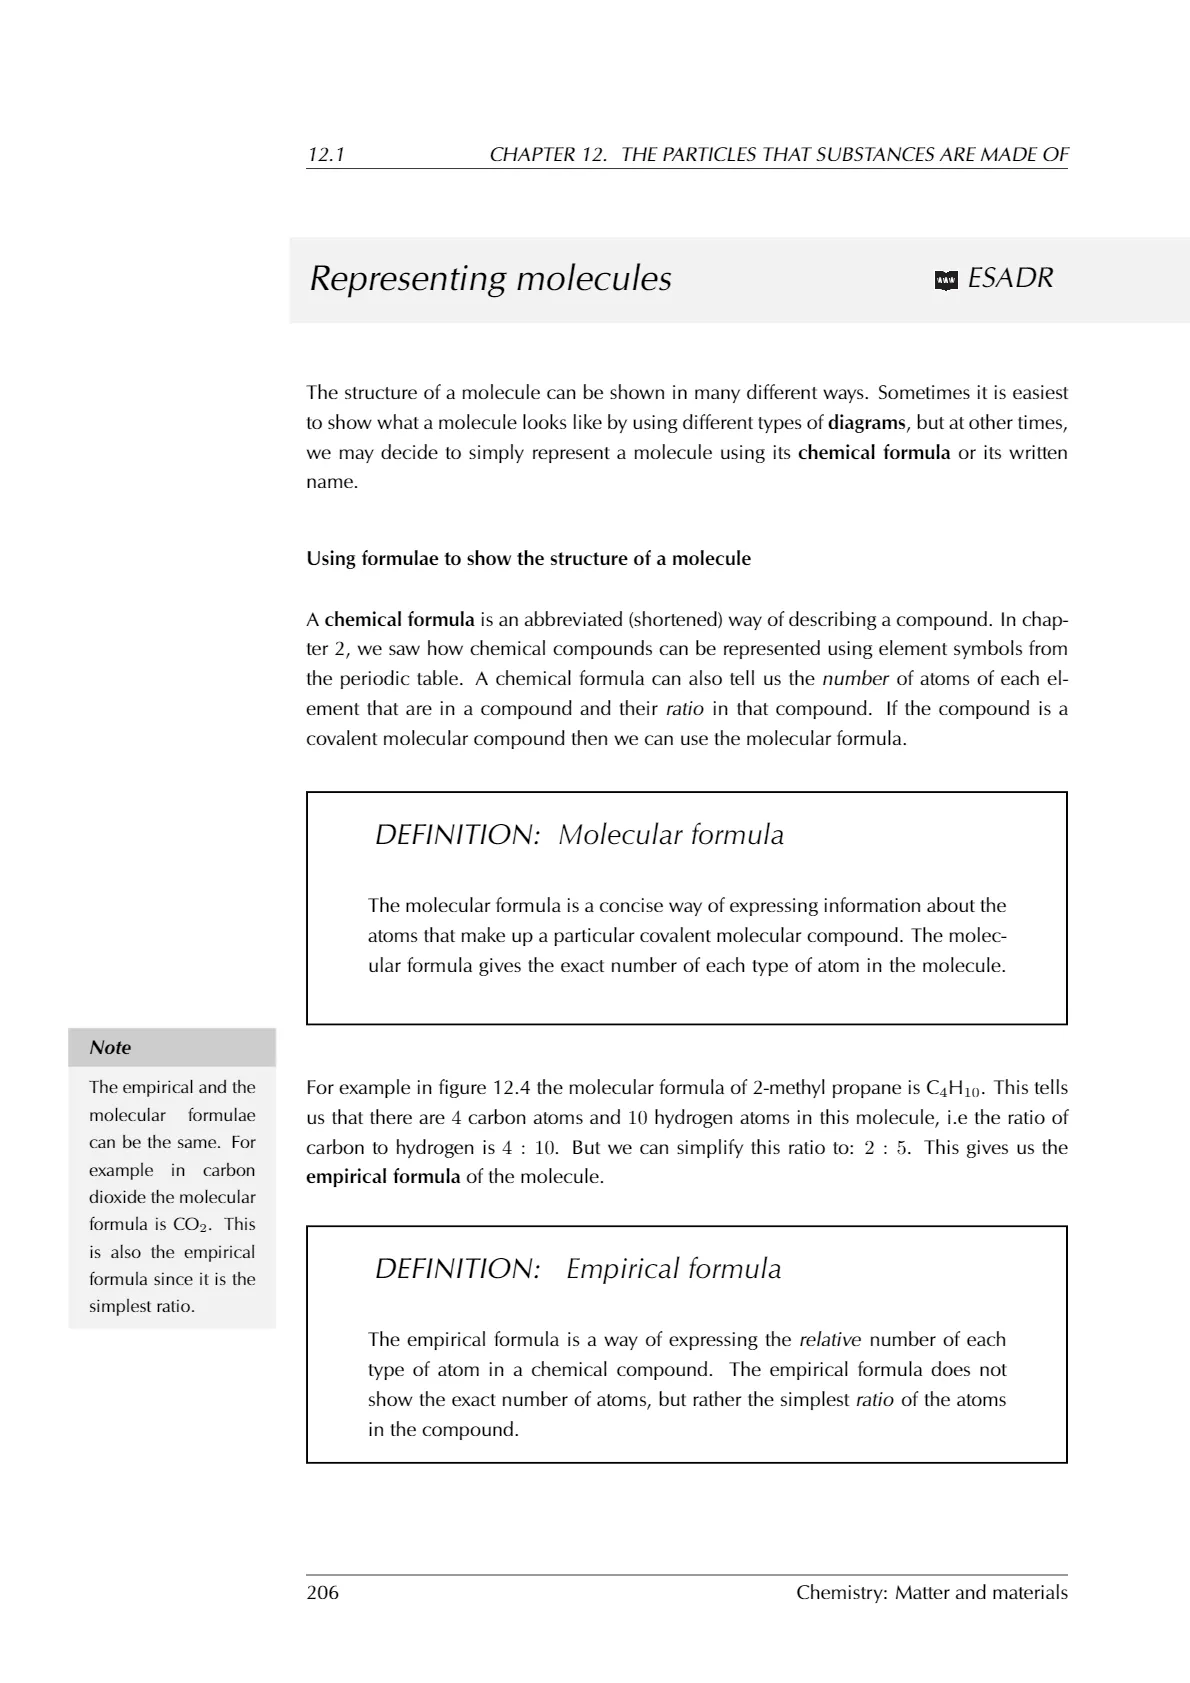 12.1 CHAPTER 12. THE PARTICLES THAT SUBSTANCES ARE MADE OF
Representing molecules
www ESADR
The structure of a molecule can be shown in many different ways. Sometimes it is easiest
to show what a molecule looks like by using different types of diagrams, but at other times,
we may decide to simply represent a molecule using its chemical formula or its written
name.
Using formulae to show the structure of a molecule
A chemical formula is an abbreviated (shortened) way of describing a compound. In chap-
ter 2, we saw how chemical compounds can be represented using element symbols from
the periodic table. A chemical formula can also tell us the number of atoms of each el-
ement that are in a compound and their ratio in that compound. If the compound is a
covalent molecular compound then we can use the molecular formula.
DEFINITION: Molecular formula
The molecular formula is a concise way of expressing information about the
atoms that make up a particular covalent molecular compound. The molec-
ular formula gives the exact number of each type of atom in the molecule.
Note
The empirical and the
molecular formulae
can be the same. For
example in carbon
dioxide the molecular
formula is CO₂. This
is also the empirical
formula since it is the
simplest ratio.
For example in figure 12.4 the molecular formula of 2-methyl propane is C₄H₁₀. This tells
us that there are 4 carbon atoms and 10 hydrogen atoms in this molecule, i.e the ratio of
carbon to hydrogen is 4 : 10. But we can simplify this ratio to: 2 : 5. This gives us the
empirical formula of the molecule.
DEFINITION: Empirical formula
The empirical formula is a way of expressing the relative number of each
type of atom in a chemical compound. The empirical formula does not
show the exact number of atoms, but rather the simplest ratio of the atoms
in the compound.
206 Chemistry: Matter and materials